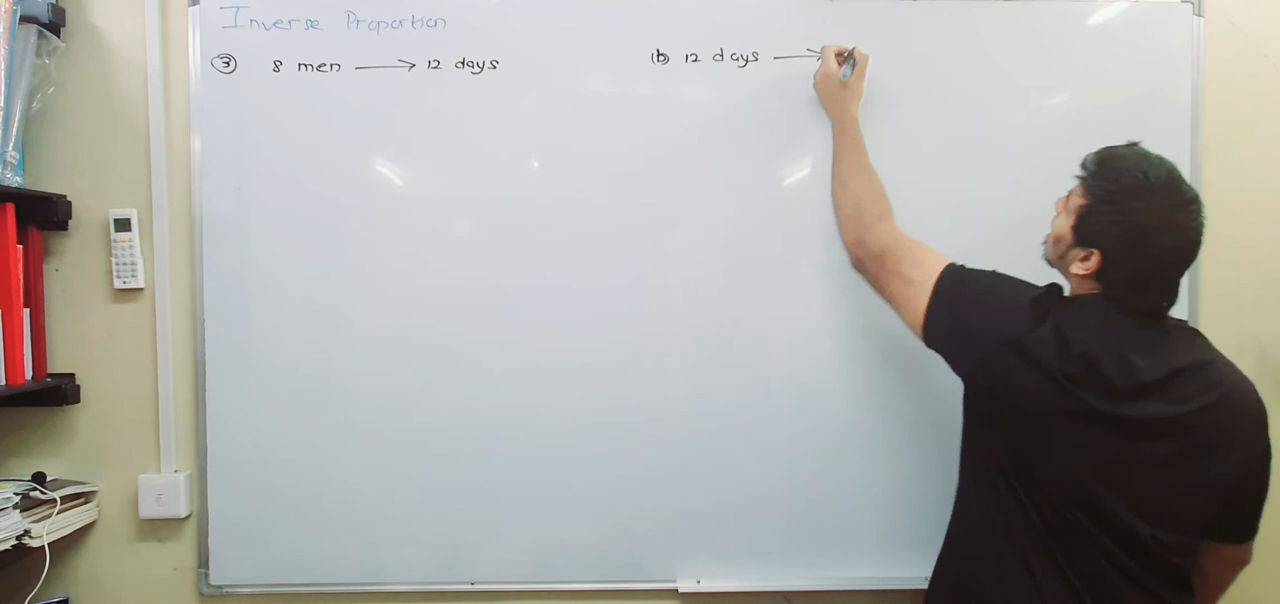 Inverse Proportion
③ 8 men ⟶ 12 days
(b) 12 days ⟶